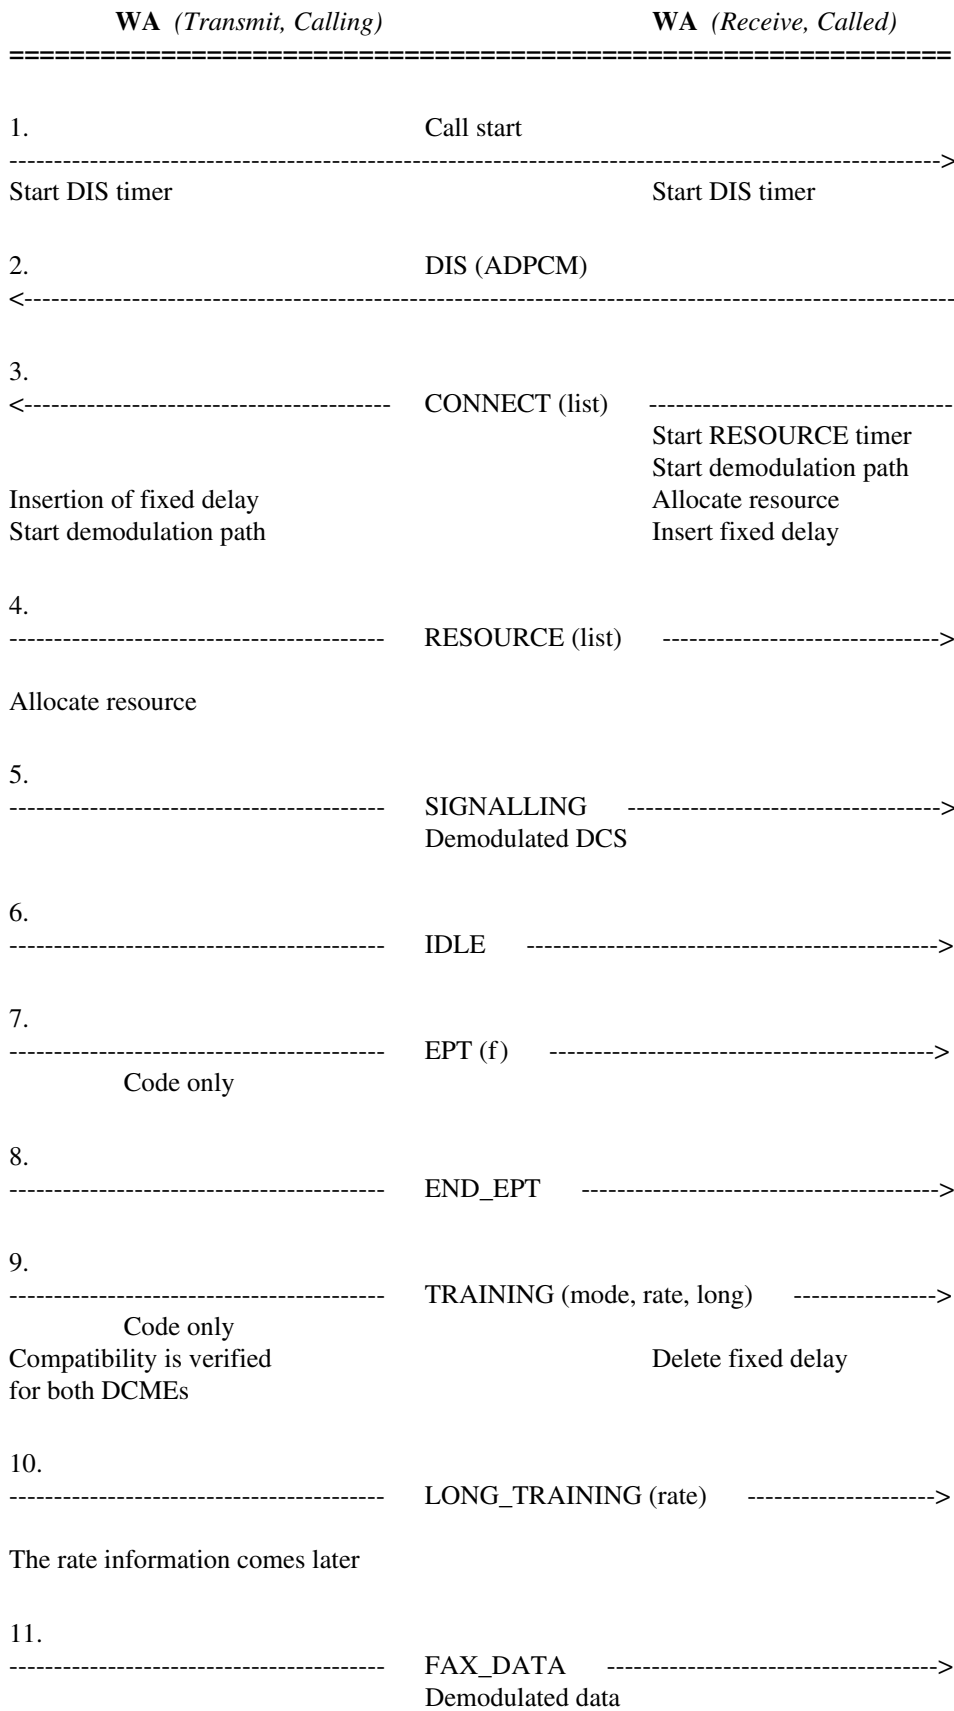 WA (Transmit, Calling) WA (Receive, Called)
==============================================================
1. Call start
------------------------------------------------------------------------------------------------------->
Start DIS timer Start DIS timer
2. DIS (ADPCM)
<-------------------------------------------------------------------------------------------------------
3.
<----------------------------------------- CONNECT (list) ----------------------------------
Start RESOURCE timer
Start demodulation path
Insertion of fixed delay Allocate resource
Start demodulation path Insert fixed delay
4.
------------------------------------------ RESOURCE (list) ------------------------------->
Allocate resource
5.
------------------------------------------ SIGNALLING ----------------------------------->
Demodulated DCS
6.
------------------------------------------ IDLE ---------------------------------------------->
7.
------------------------------------------ EPT (f) ------------------------------------------->
Code only
8.
------------------------------------------ END_EPT ---------------------------------------->
9.
------------------------------------------ TRAINING (mode, rate, long) ---------------->
Code only
Compatibility is verified Delete fixed delay
for both DCMEs
10.
------------------------------------------ LONG_TRAINING (rate) --------------------->
The rate information comes later
11.
------------------------------------------ FAX_DATA ------------------------------------->
Demodulated data